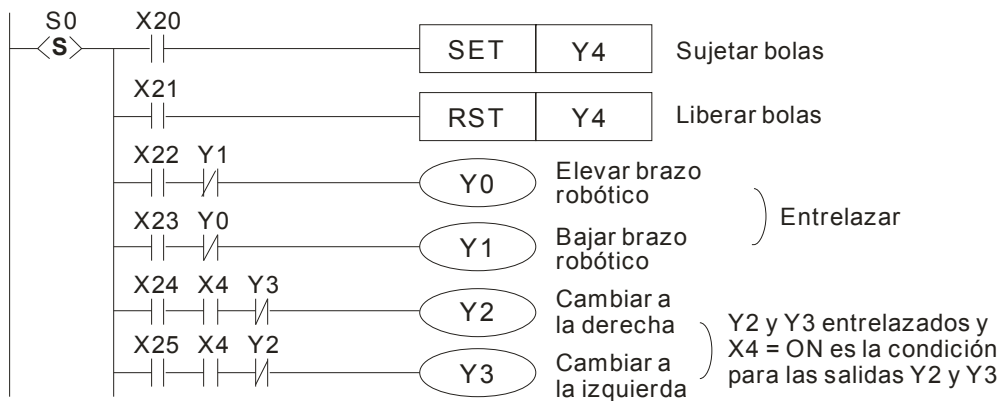 S0 X20
S SET Y4 Sujetar bolas
X21
RST Y4 Liberar bolas
X22 Y1
Y0 Elevar brazo
robótico
Entrelazar
X23 Y0
Y1 Bajar brazo
robótico
X24 X4 Y3
Y2 Cambiar a
la derecha
X25 X4 Y2
Y3 Cambiar a
la izquierda
Y2 y Y3 entrelazados y
X4 = ON es la condición
para las salidas Y2 y Y3